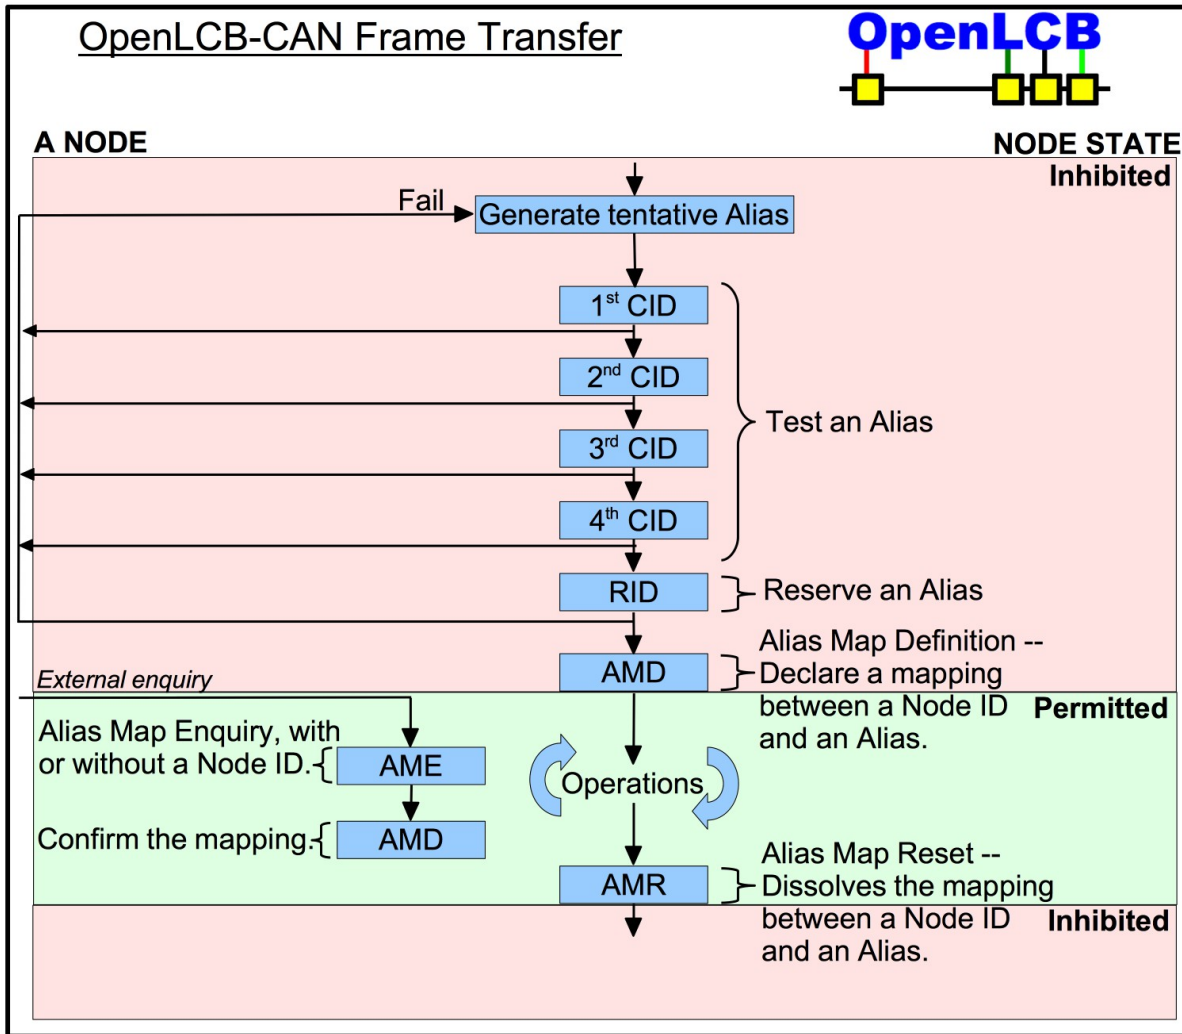 OpenLCB-CAN Frame Transfer
OpenLCB
A NODE
NODE STATE
Inhibited
Fail
Generate tentative Alias
1st CID
2nd CID
3rd CID
4th CID
Test an Alias
RID
Reserve an Alias
AMD
Alias Map Definition --
Declare a mapping
between a Node ID
and an Alias.
External enquiry
Permitted
Alias Map Enquiry, with
or without a Node ID.
AME
Operations
Confirm the mapping.
AMD
AMR
Alias Map Reset --
Dissolves the mapping
between a Node ID
and an Alias.
Inhibited